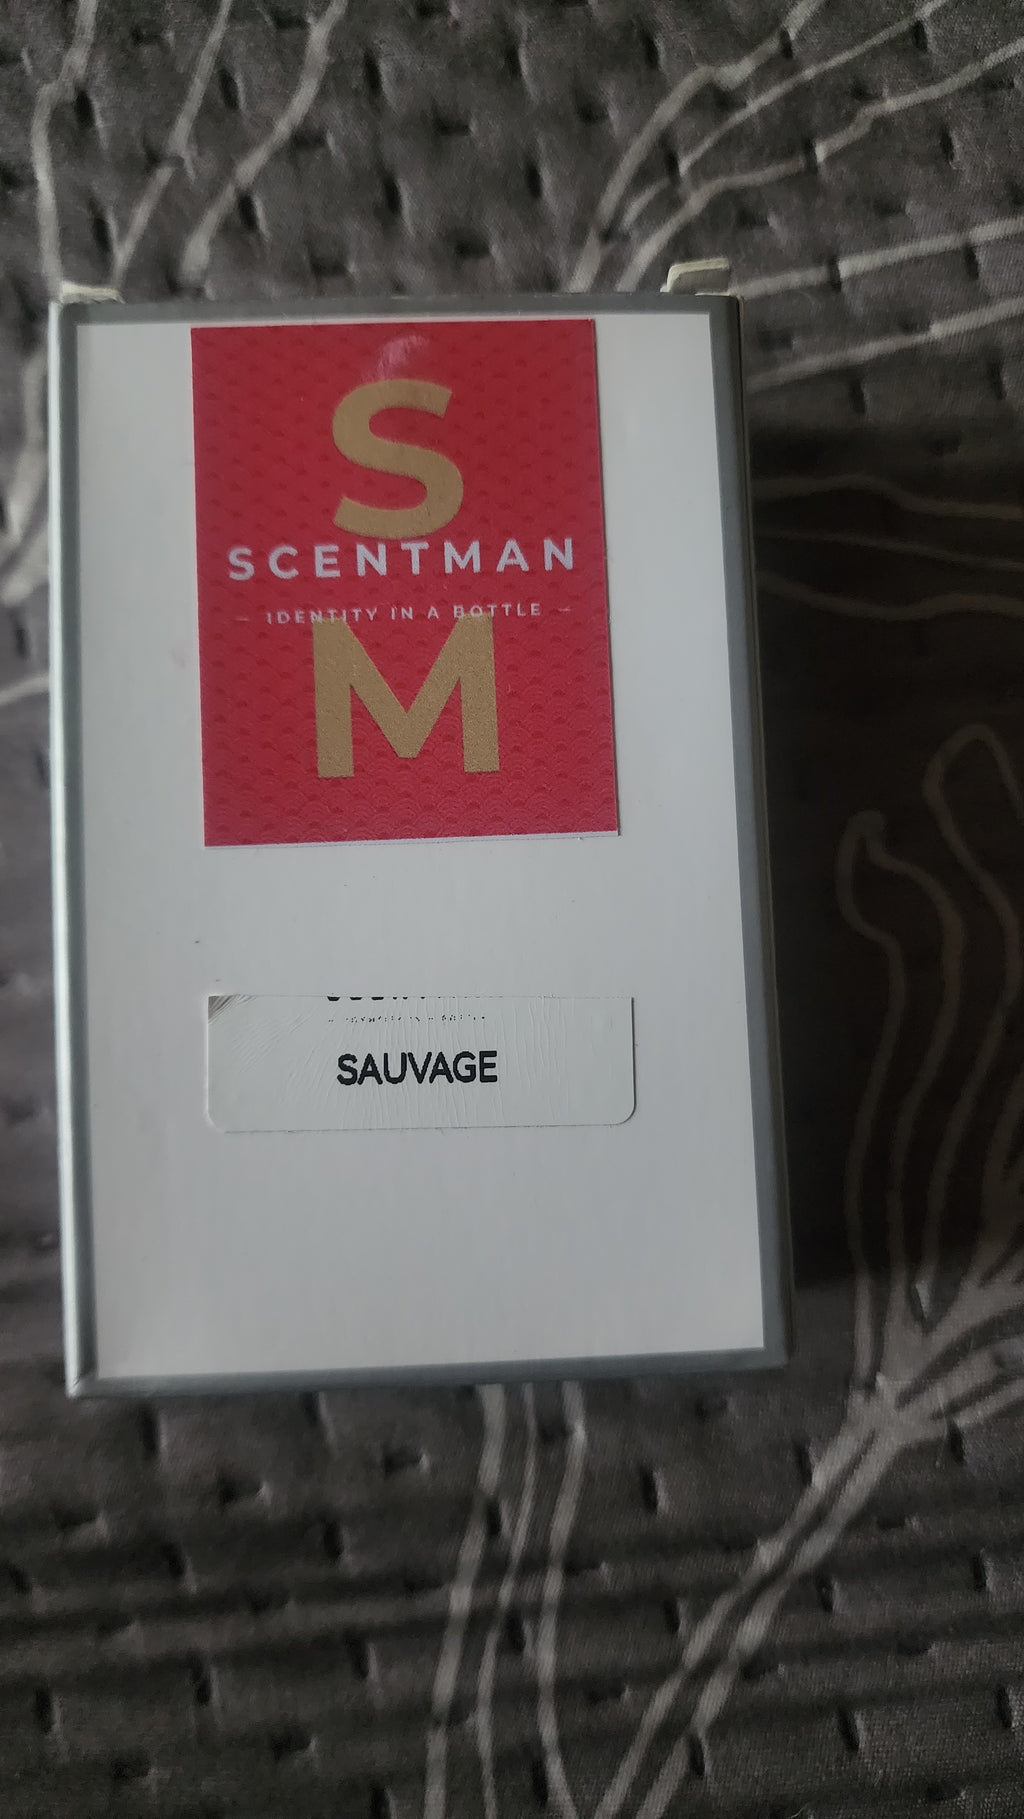 S
SCENTMAN
IDENTITY IN A BOTTLE
M
SAUVAGE